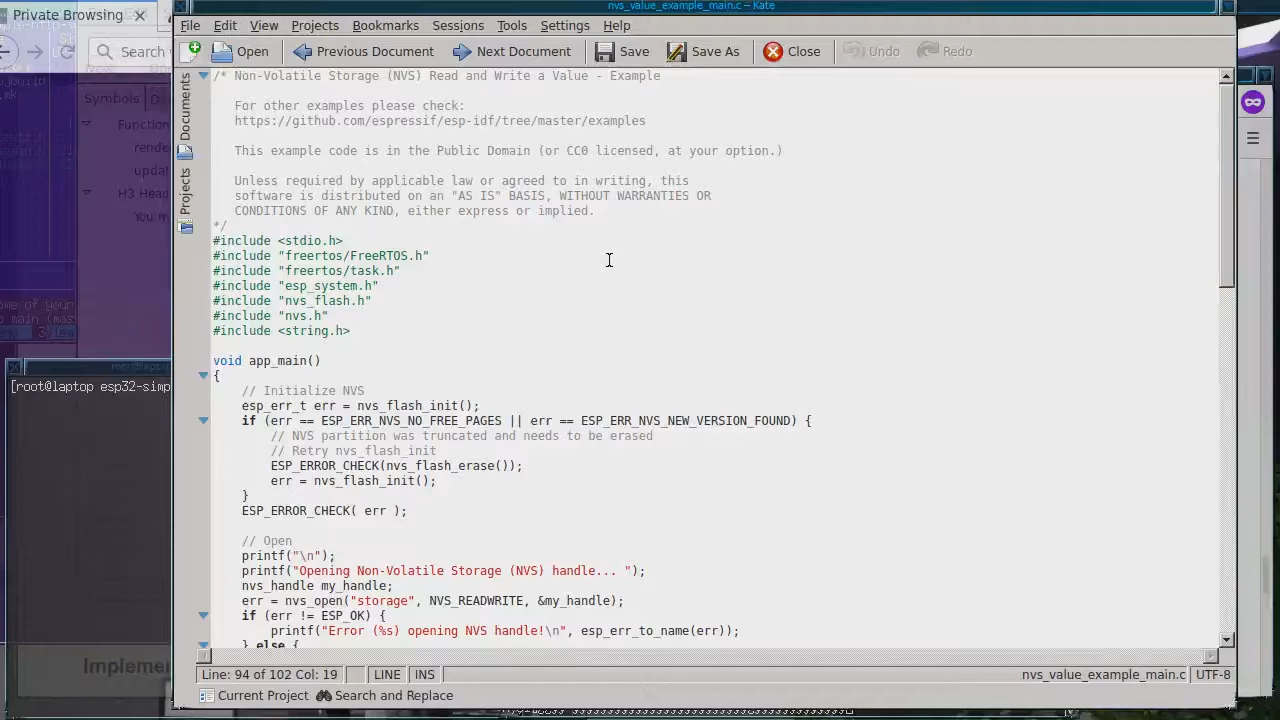 nvs_value_example_main.c – Kate
Private Browsing
File Edit View Projects Bookmarks Sessions Tools Settings Help
Search
Open Previous Document Next Document Save Save As Close Undo Redo
Documents
Projects
Symbols
Function
H3 Head
/* Non-Volatile Storage (NVS) Read and Write a Value - Example
For other examples please check:
https://github.com/espressif/esp-idf/tree/master/examples
This example code is in the Public Domain (or CC0 licensed, at your option.)
Unless required by applicable law or agreed to in writing, this
software is distributed on an "AS IS" BASIS, WITHOUT WARRANTIES OR
CONDITIONS OF ANY KIND, either express or implied.
*/
#include <stdio.h>
#include "freertos/FreeRTOS.h"
#include "freertos/task.h"
#include "esp_system.h"
#include "nvs_flash.h"
#include "nvs.h"
#include <string.h>
void app_main()
{
// Initialize NVS
esp_err_t err = nvs_flash_init();
if (err == ESP_ERR_NVS_NO_FREE_PAGES || err == ESP_ERR_NVS_NEW_VERSION_FOUND) {
// NVS partition was truncated and needs to be erased
// Retry nvs_flash_init
ESP_ERROR_CHECK(nvs_flash_erase());
err = nvs_flash_init();
}
ESP_ERROR_CHECK( err );
// Open
printf("\n");
printf("Opening Non-Volatile Storage (NVS) handle... ");
nvs_handle my_handle;
err = nvs_open("storage", NVS_READWRITE, &my_handle);
if (err != ESP_OK) {
printf("Error (%s) opening NVS handle!\n", esp_err_to_name(err));
} else {
[root@laptop esp32-simp
Implemen
Line: 94 of 102 Col: 19 LINE INS nvs_value_example_main.c UTF-8
Current Project Search and Replace